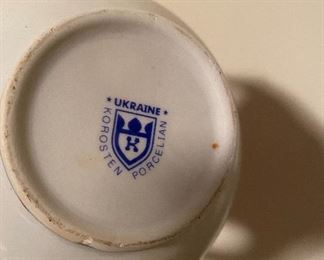 * UKRAINE *
KOROSTEN PORCELIAN
K